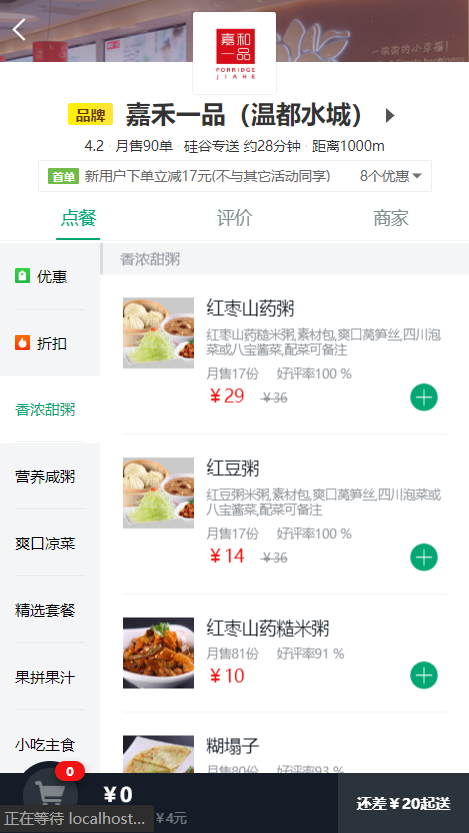 嘉和
一品
PORRIDGE
JIAHE
一碗粥的小幸福！
品牌 嘉禾一品（温都水城）
4.2 · 月售90单 · 硅谷专送 约28分钟 · 距离1000m
首单 新用户下单立减17元(不与其它活动同享) 8个优惠
点餐 评价 商家
优惠
折扣
香浓甜粥
营养咸粥
爽口凉菜
精选套餐
果拼果汁
小吃主食
香浓甜粥
红枣山药粥
红枣山药糙米粥,素材包,爽口莴笋丝,四川泡
菜或八宝酱菜,配菜可备注
月售17份 好评率100 %
￥29 ￥36
红豆粥
红豆粥米粥,素材包,爽口莴笋丝,四川泡菜或
八宝酱菜,配菜可备注
月售17份 好评率100 %
￥14 ￥36
红枣山药糙米粥
月售81份 好评率91 %
￥10
糊塌子
月售80份 好评率93 %
0
￥0
￥4元
还差￥20起送
正在等待 localhost...